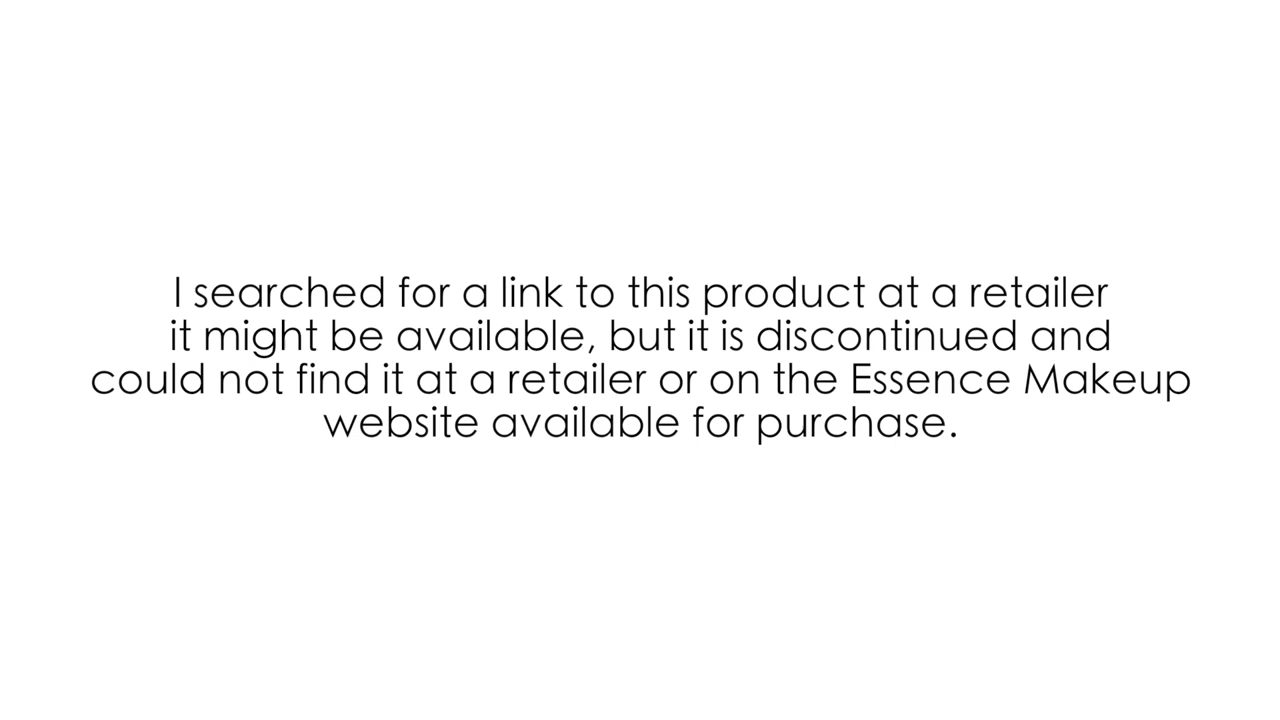 I searched for a link to this product at a retailer
it might be available, but it is discontinued and
could not find it at a retailer or on the Essence Makeup
website available for purchase.